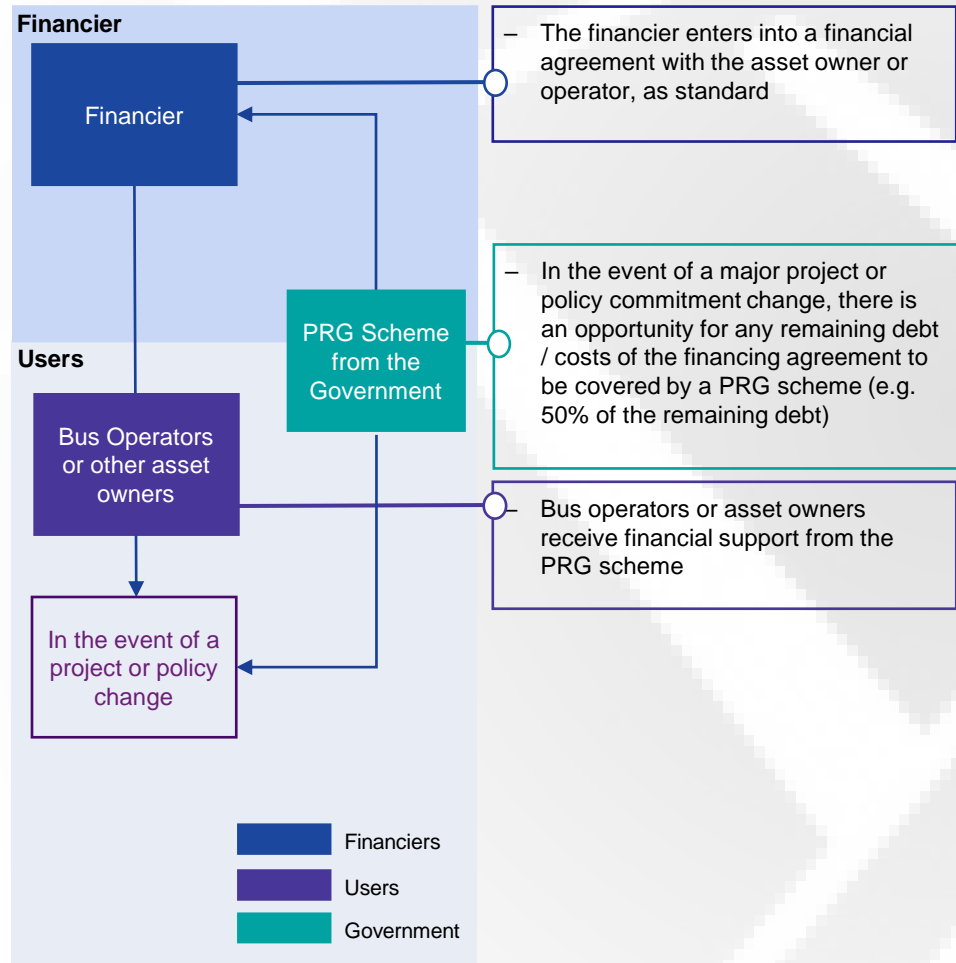 Financier
Financier
– The financier enters into a financial
agreement with the asset owner or
operator, as standard
PRG Scheme
from the
Government
– In the event of a major project or
policy commitment change, there is
an opportunity for any remaining debt
/ costs of the financing agreement to
be covered by a PRG scheme (e.g.
50% of the remaining debt)
Users
Bus Operators
or other asset
owners
– Bus operators or asset owners
receive financial support from the
PRG scheme
In the event of a
project or policy
change
Financiers
Users
Government